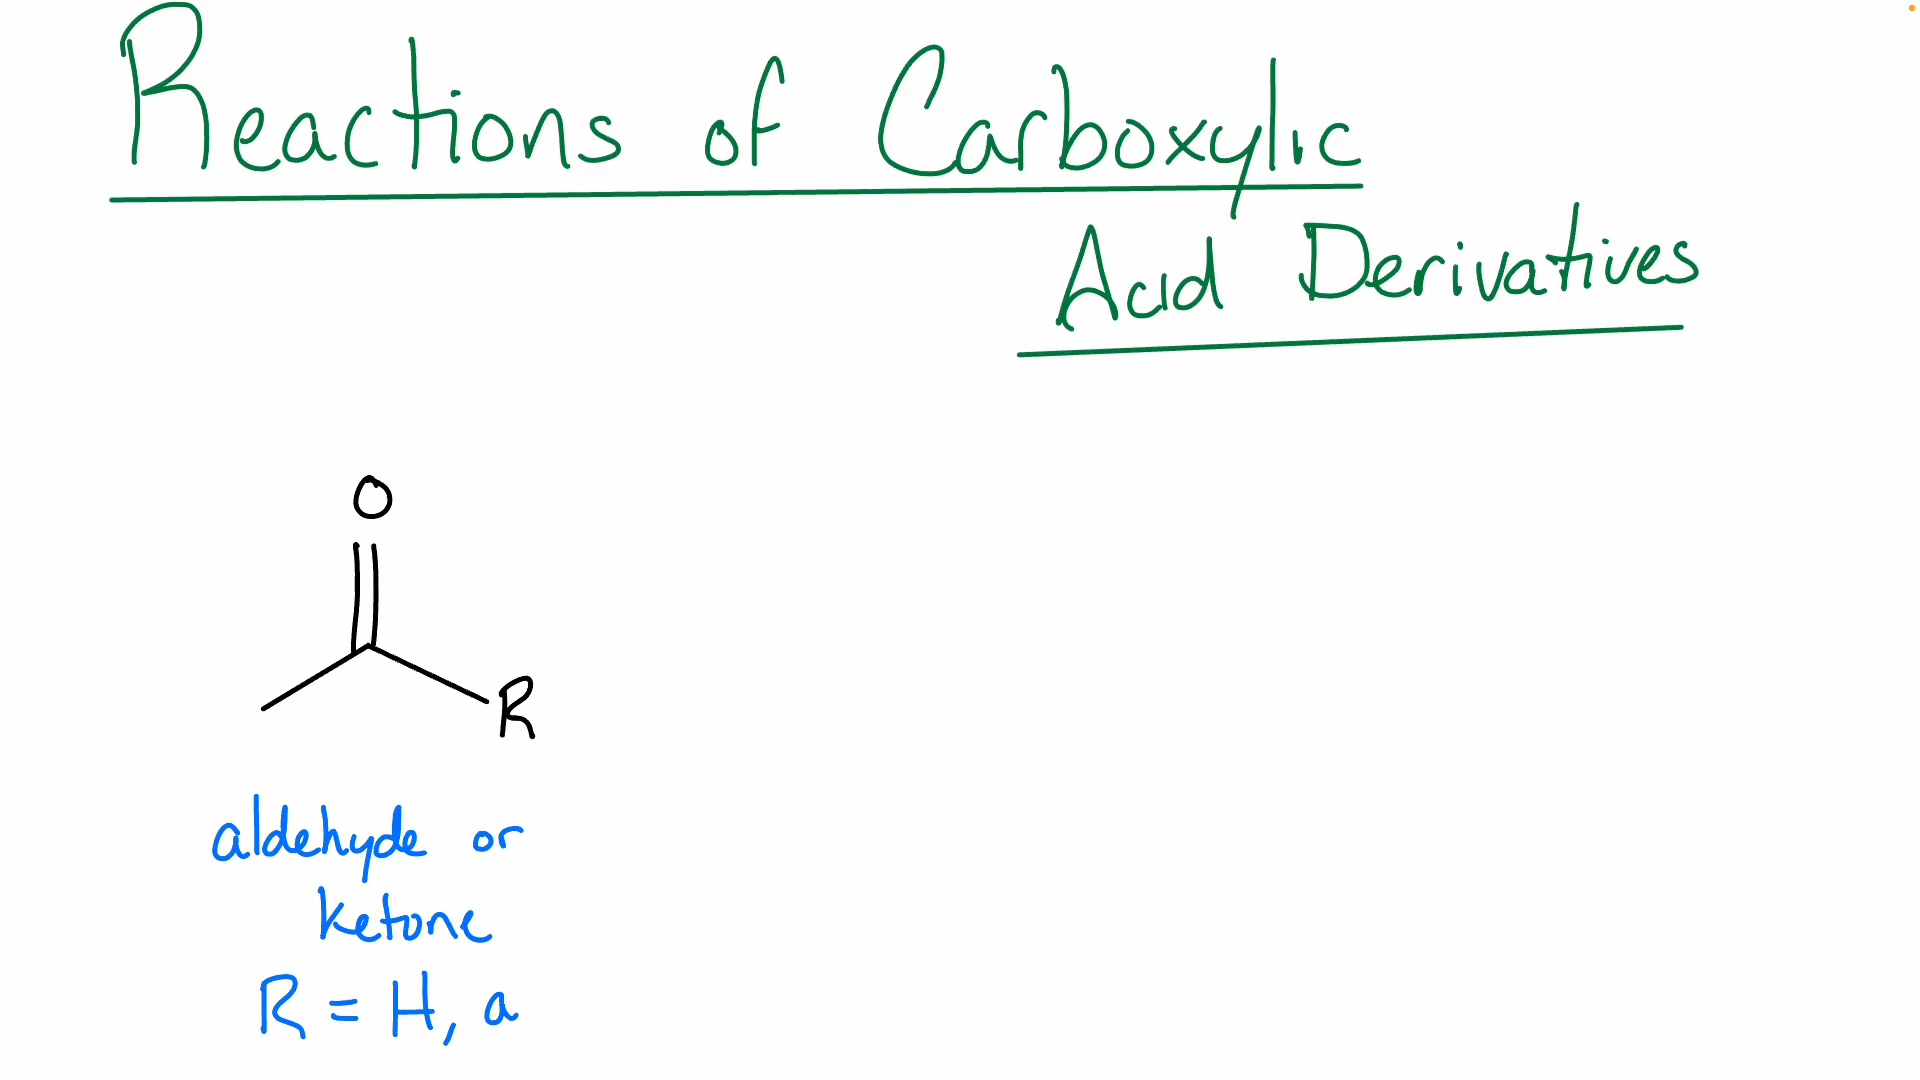 Reactions of Carboxylic
Acid Derivatives
O
R
aldehyde or
ketone
R = H, a